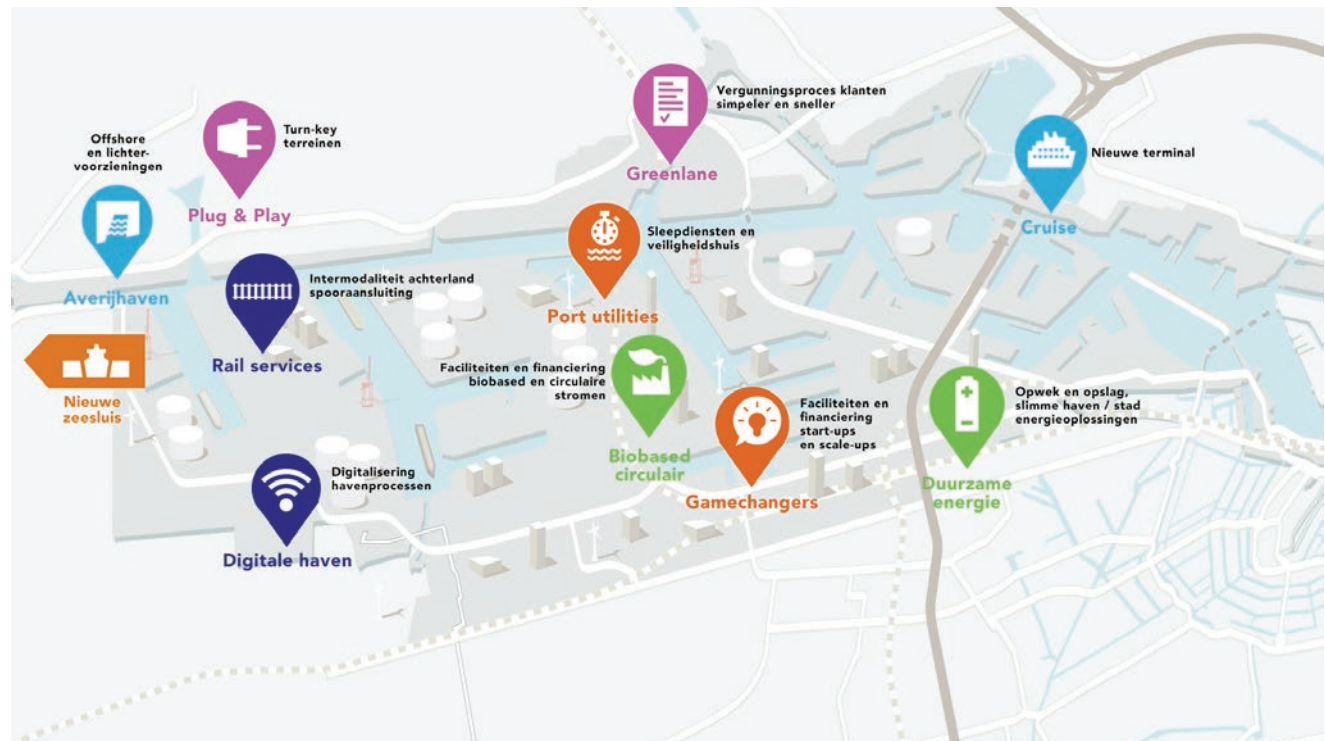 Offshore
en lichter-
voorzieningen
Averijhaven
Turn-key
terreinen
Plug & Play
Vergunningsproces klanten
simpeler en sneller
Greenlane
Nieuwe terminal
Cruise
Sleepdiensten en
veiligheidshuis
Port utilities
Intermodaliteit achterland
spooraansluiting
Rail services
Nieuwe
zeesluis
Faciliteiten en financiering
biobased en circulaire
stromen
Biobased
circulair
Faciliteiten en
financiering
start-ups
en scale-ups
Gamechangers
Opwek en opslag,
slimme haven / stad
energieoplossingen
Duurzame
energie
Digitalisering
havenprocessen
Digitale haven